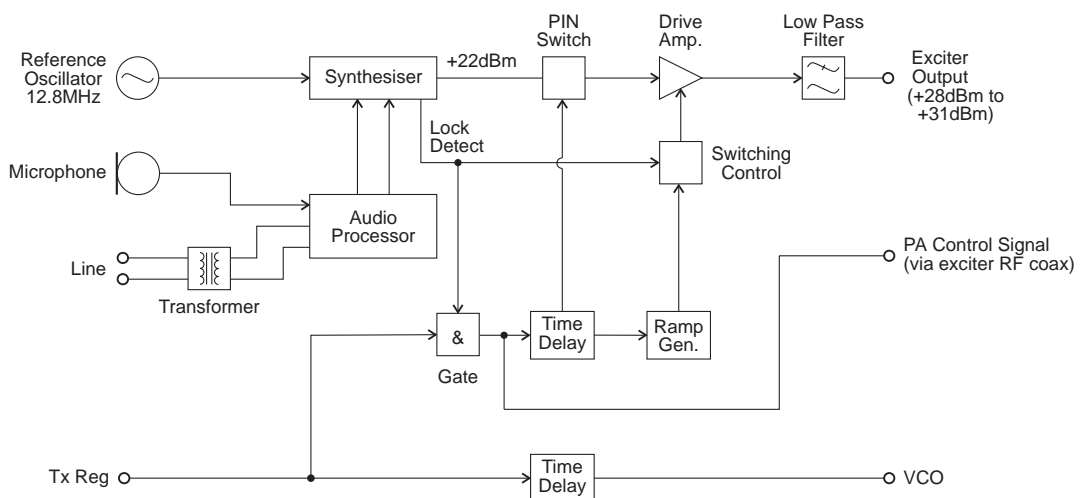 PIN
Switch
Drive
Amp.
Low Pass
Filter
Reference
Oscillator
12.8MHz
Synthesiser
+22dBm
Exciter
Output
(+28dBm to
+31dBm)
Lock
Detect
Switching
Control
Microphone
Audio
Processor
Line
Transformer
PA Control Signal
(via exciter RF coax)
&
Gate
Time
Delay
Ramp
Gen.
Tx Reg
Time
Delay
VCO